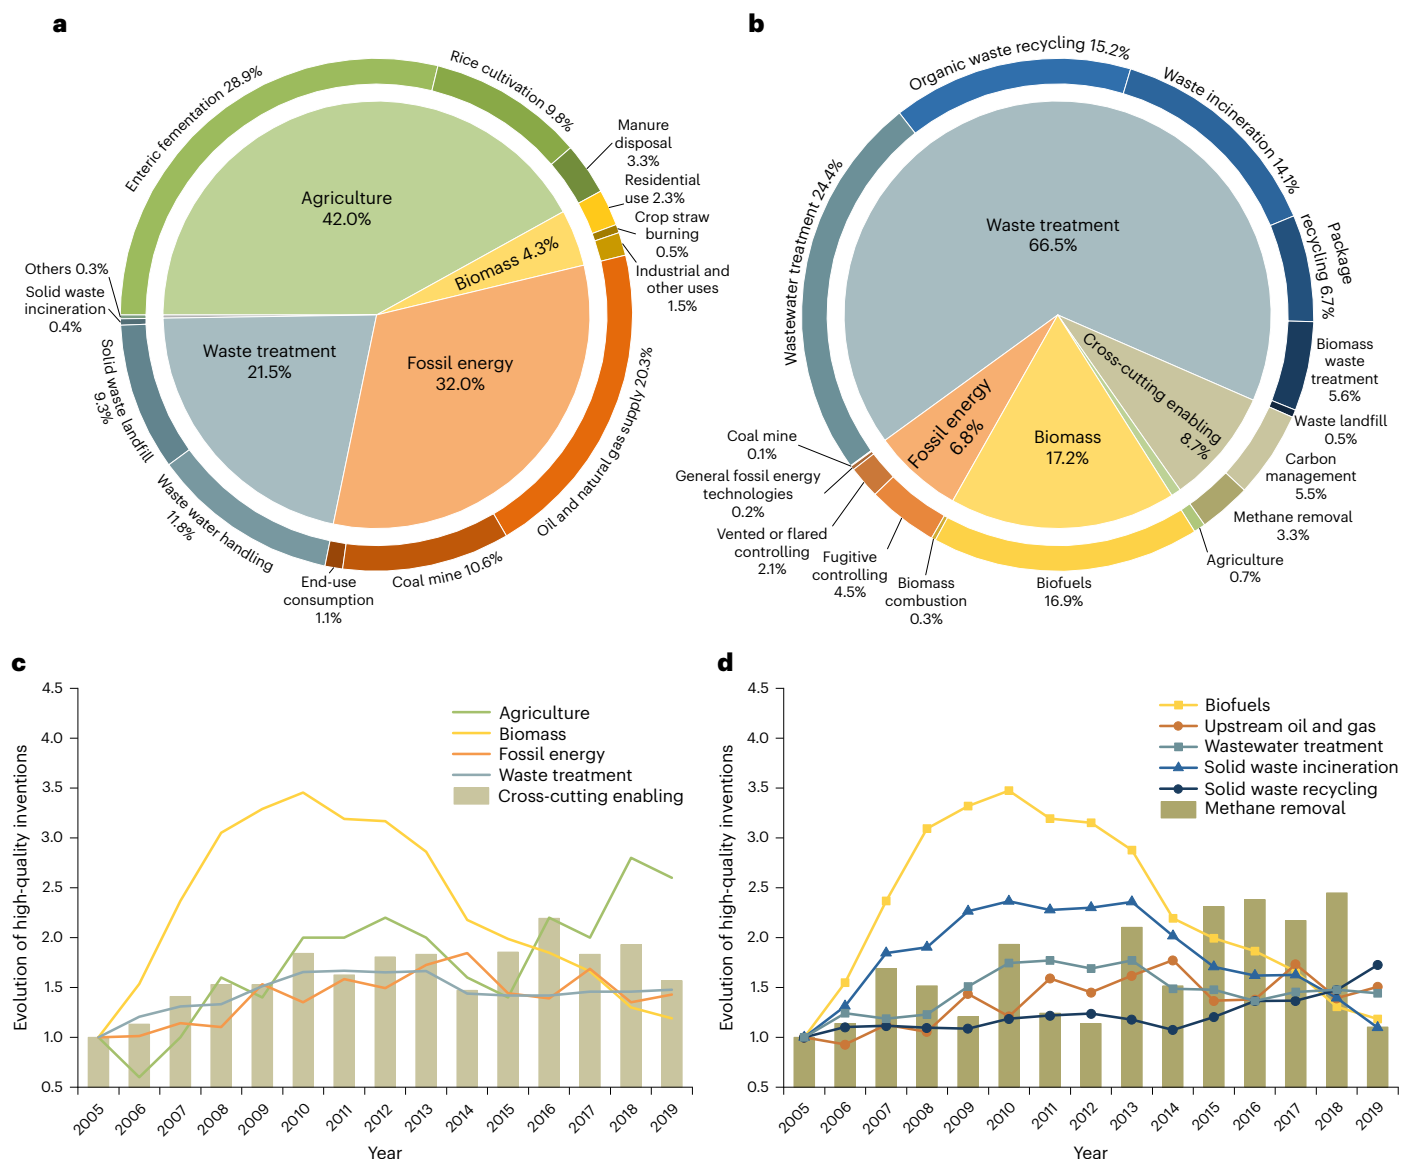 a
Enteric fementation 28.9%
Rice cultivation 9.8%
Manure
disposal
3.3%
Residential
use 2.3%
Crop straw
burning
0.5%
Industrial and
other uses
1.5%
Oil and natural gas supply 20.3%
Coal mine 10.6%
End-use
consumption
1.1%
Waste water handling
11.8%
Solid waste landfill
9.3%
Solid waste
incineration
0.4%
Others 0.3%
Agriculture
42.0%
Biomass 4.3%
Fossil energy
32.0%
Waste treatment
21.5%
b
Organic waste recycling 15.2%
Waste incineration 14.1%
Package
recycling 6.7%
Biomass
waste
treatment
5.6%
Waste landfill
0.5%
Carbon
management
5.5%
Methane removal
3.3%
Agriculture
0.7%
Biofuels
16.9%
Biomass
combustion
0.3%
Fugitive
controlling
4.5%
Vented or flared
controlling
2.1%
General fossil energy
technologies
0.2%
Coal mine
0.1%
Wastewater treatment 24.4%
Waste treatment
66.5%
Cross-cutting enabling
8.7%
Biomass
17.2%
Fossil energy
6.8%
c
Evolution of high-quality inventions
4.5
4.0
3.5
3.0
2.5
2.0
1.5
1.0
0.5
Agriculture
Biomass
Fossil energy
Waste treatment
Cross-cutting enabling
2005
2006
2007
2008
2009
2010
2011
2012
2013
2014
2015
2016
2017
2018
2019
Year
d
Evolution of high-quality inventions
4.5
4.0
3.5
3.0
2.5
2.0
1.5
1.0
0.5
Biofuels
Upstream oil and gas
Wastewater treatment
Solid waste incineration
Solid waste recycling
Methane removal
2005
2006
2007
2008
2009
2010
2011
2012
2013
2014
2015
2016
2017
2018
2019
Year